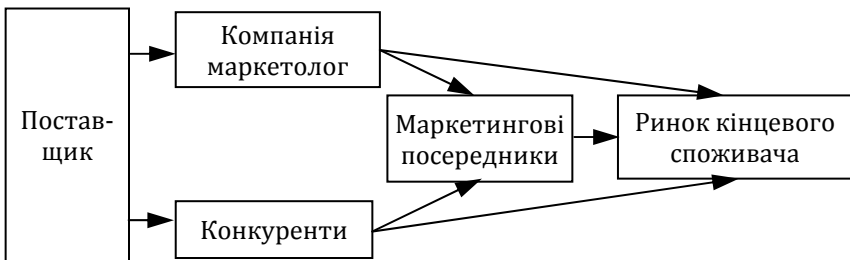 Компанія
маркетолог
Постав-
щик
Маркетингові
посередники
Ринок кінцевого
споживача
Конкуренти